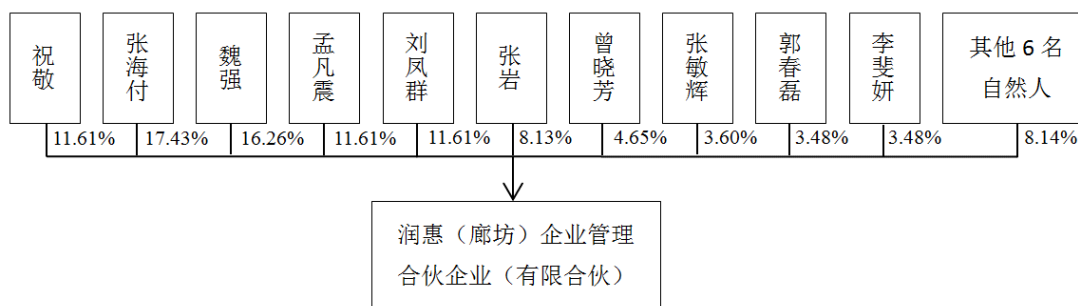 祝敬
张海付
魏强
孟凡震
刘凤群
张岩
曾晓芳
张敏辉
郭春磊
李斐妍
其他 6 名
自然人
11.61%
17.43%
16.26%
11.61%
11.61%
8.13%
4.65%
3.60%
3.48%
3.48%
8.14%
润惠（廊坊）企业管理
合伙企业（有限合伙）